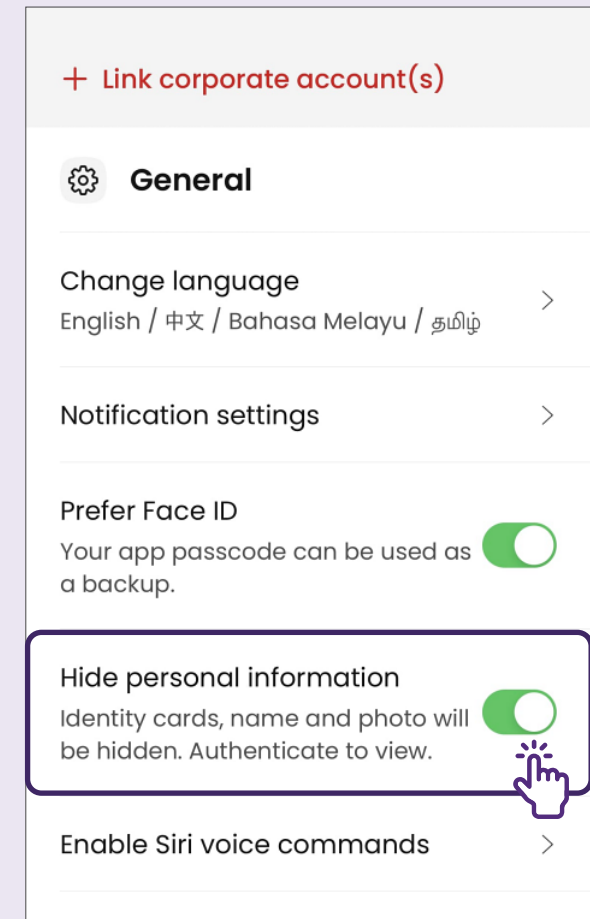 + Link corporate account(s)
General
Change language
English / 中文 / Bahasa Melayu / தமிழ்
Notification settings
Prefer Face ID
Your app passcode can be used as
a backup.
Hide personal information
Identity cards, name and photo will
be hidden. Authenticate to view.
Enable Siri voice commands